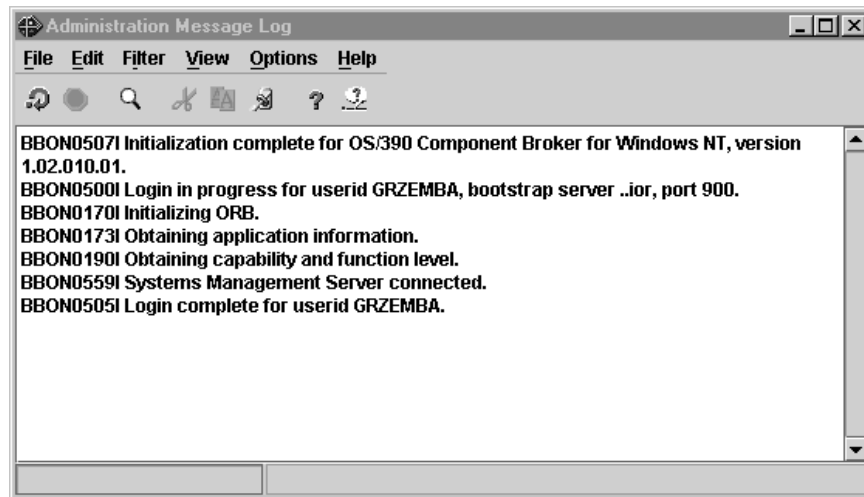 Administration Message Log
File Edit Filter View Options Help
BBON0507I Initialization complete for OS/390 Component Broker for Windows NT, version
1.02.010.01.
BBON0500I Login in progress for userid GRZEMBA, bootstrap server ..ior, port 900.
BBON0170I Initializing ORB.
BBON0173I Obtaining application information.
BBON0190I Obtaining capability and function level.
BBON0559I Systems Management Server connected.
BBON0505I Login complete for userid GRZEMBA.